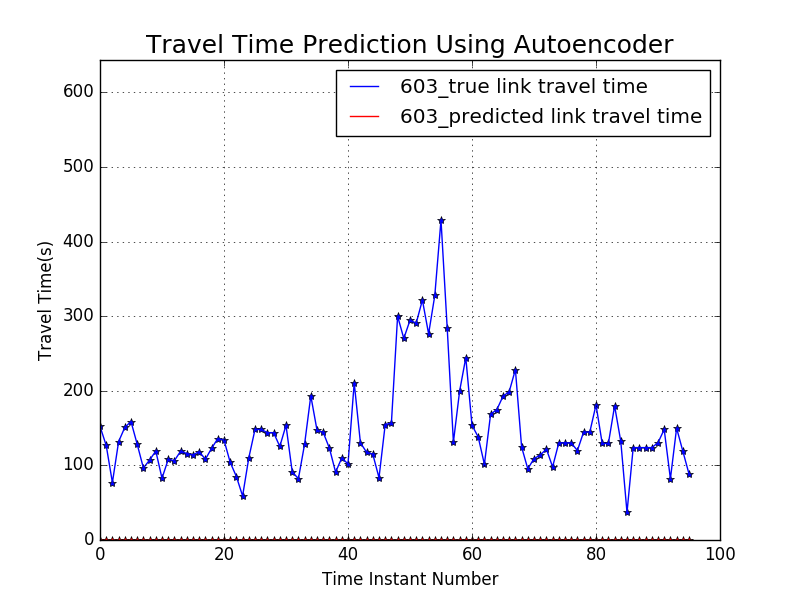 Travel Time Prediction Using Autoencoder
603_true link travel time
603_predicted link travel time
600
500
400
300
200
100
0
Travel Time(s)
0 20 40 60 80 100
Time Instant Number